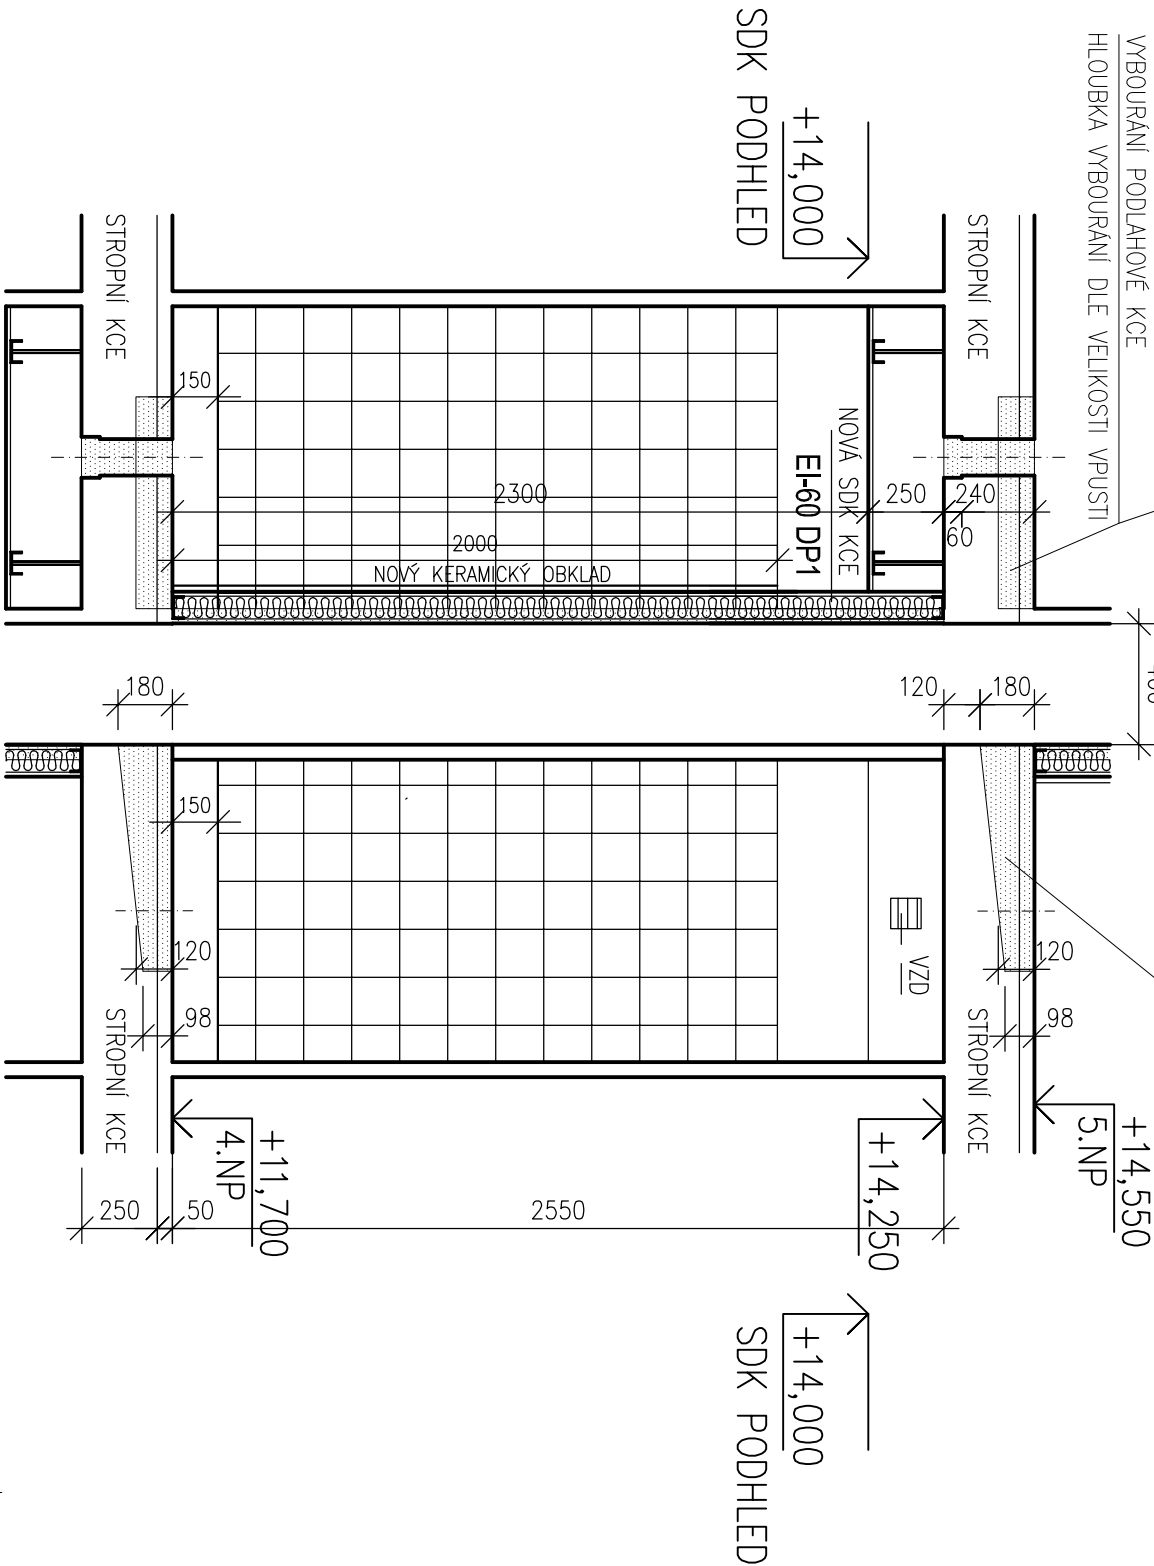 VYBOURÁNÍ PODLAHOVÉ KCE
HLOUBKA VYBOURÁNÍ DLE VELIKOSTI VPUSTI
SDK PODHLED
+14,000
STROPNÍ KCE
STROPNÍ KCE
150
NOVÁ SDK KCE
EI-60 DP1
250
240
60
2300
2000
NOVÝ KERAMICKÝ OBKLAD
180
120
180
150
VZD
120
98
120
98
STROPNÍ KCE
STROPNÍ KCE
+14,550
5.NP
+14,250
+11,700
4.NP
250
50
2550
+14,000
SDK PODHLED